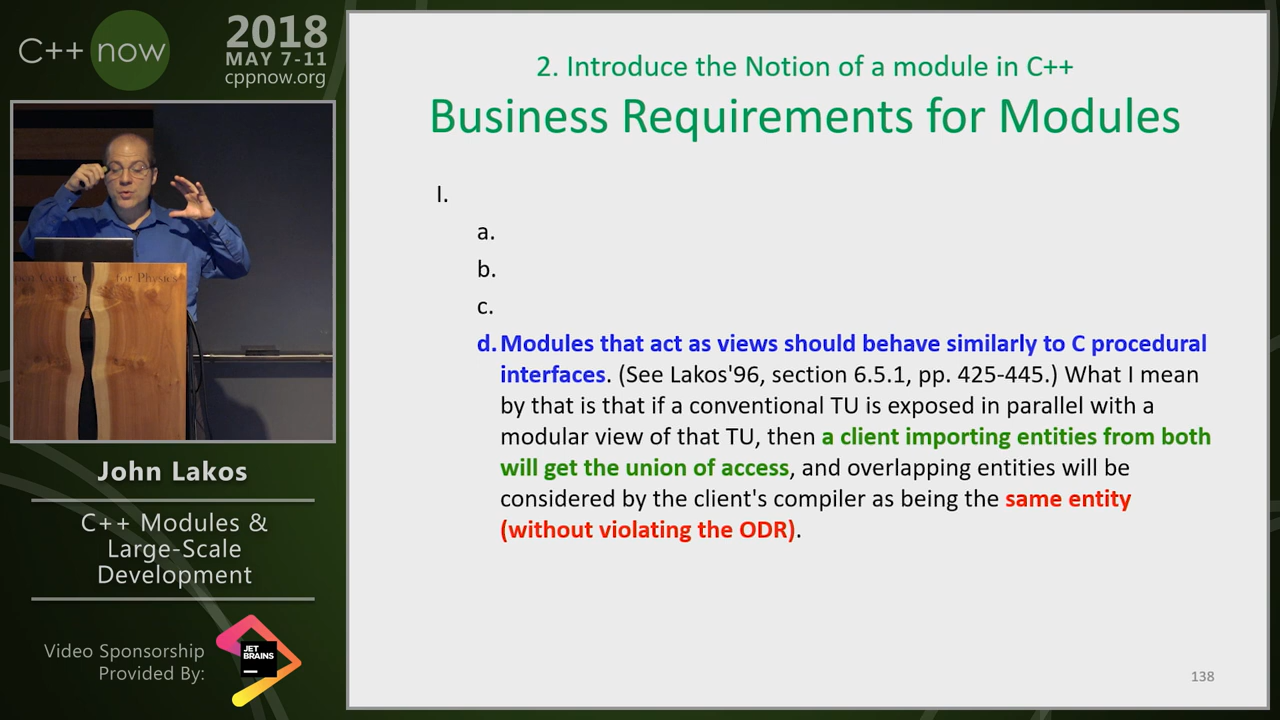 C++ now
2018
MAY 7-11
cppnow.org
for Physics
John Lakos
C++ Modules &
Large-Scale
Development
Video Sponsorship
Provided By:
JET
BRAINS
2. Introduce the Notion of a module in C++
Business Requirements for Modules
I.
a.
b.
c.
d. Modules that act as views should behave similarly to C procedural
interfaces. (See Lakos'96, section 6.5.1, pp. 425-445.) What I mean
by that is that if a conventional TU is exposed in parallel with a
modular view of that TU, then a client importing entities from both
will get the union of access, and overlapping entities will be
considered by the client's compiler as being the same entity
(without violating the ODR).
138